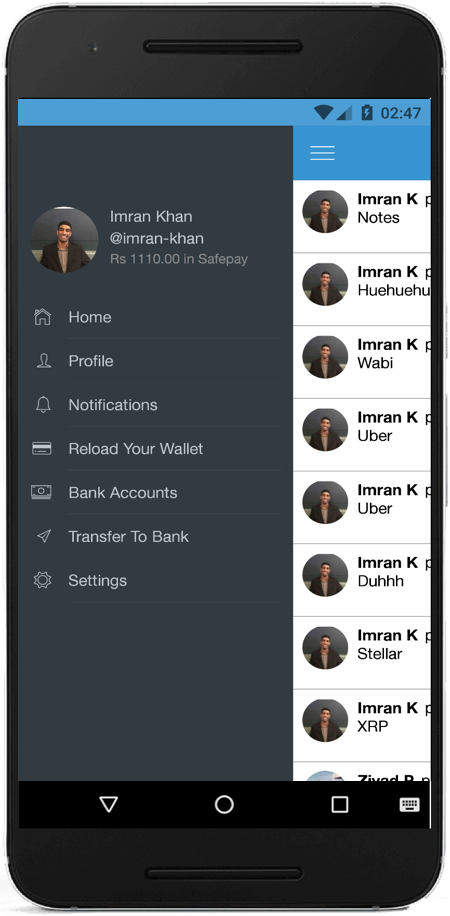 02:47
Imran Khan
@imran-khan
Rs 1110.00 in Safepay
Home
Profile
Notifications
Reload Your Wallet
Bank Accounts
Transfer To Bank
Settings
Imran K p
Notes
Imran K p
Huehuehu
Imran K p
Wabi
Imran K p
Uber
Imran K p
Uber
Imran K p
Duhhh
Imran K p
Stellar
Imran K p
XRP
Ziyad P p